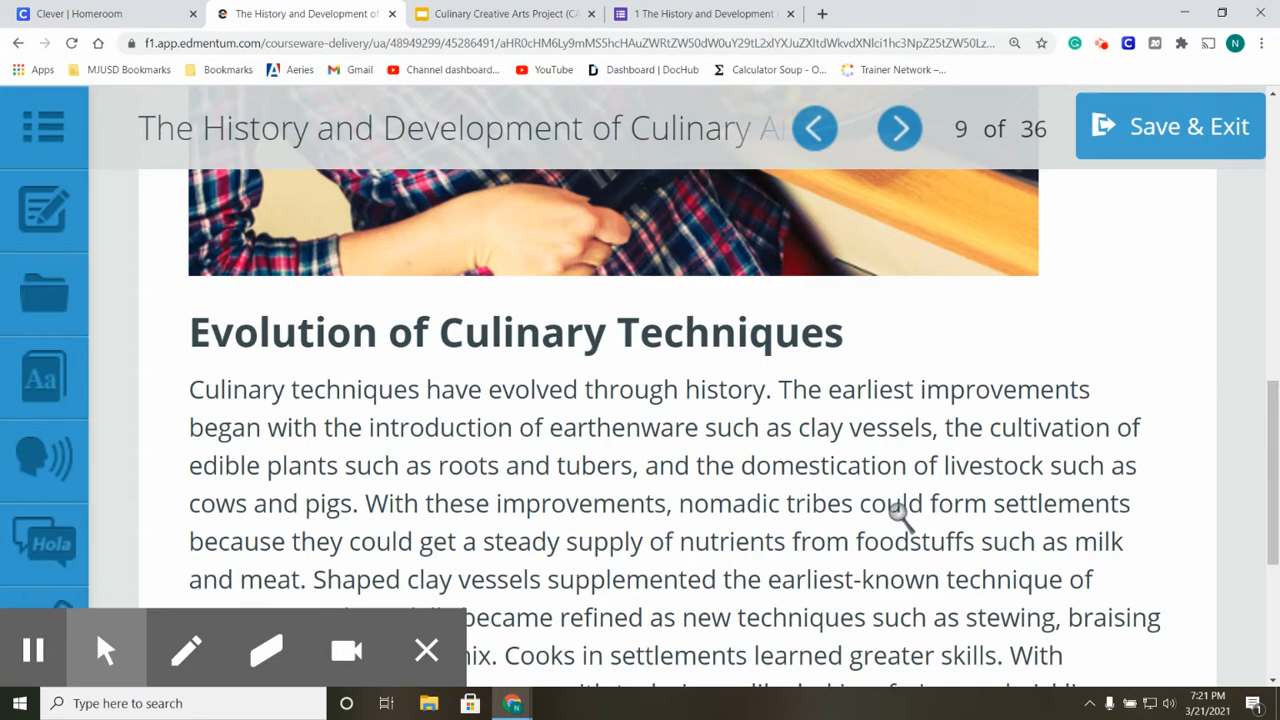 Clever | Homeroom
The History and Development of
Culinary Creative Arts Project (CA
1 The History and Development
f1.app.edmentum.com/courseware-delivery/ua/48949909/45286491/aHR0cHM6Ly9mMS5hcHAuZWRtZW50dW0uY29tL2xlYXJuZXItdWkvdXNlci1hc3NpZ25tZW50Lz...
Apps
MJUSD Bookmarks
Bookmarks
Aeries
Gmail
Channel dashboard...
YouTube
Dashboard | DocHub
Calculator Soup - O...
Trainer Network –...
The History and Development of Culinary A
9 of 36
Save & Exit
Aa
Hola
Evolution of Culinary Techniques
Culinary techniques have evolved through history. The earliest improvements
began with the introduction of earthenware such as clay vessels, the cultivation of
edible plants such as roots and tubers, and the domestication of livestock such as
cows and pigs. With these improvements, nomadic tribes could form settlements
because they could get a steady supply of nutrients from foodstuffs such as milk
and meat. Shaped clay vessels supplemented the earliest-known technique of
became refined as new techniques such as stewing, braising
nix. Cooks in settlements learned greater skills. With
Type here to search
7:21 PM
3/21/2021